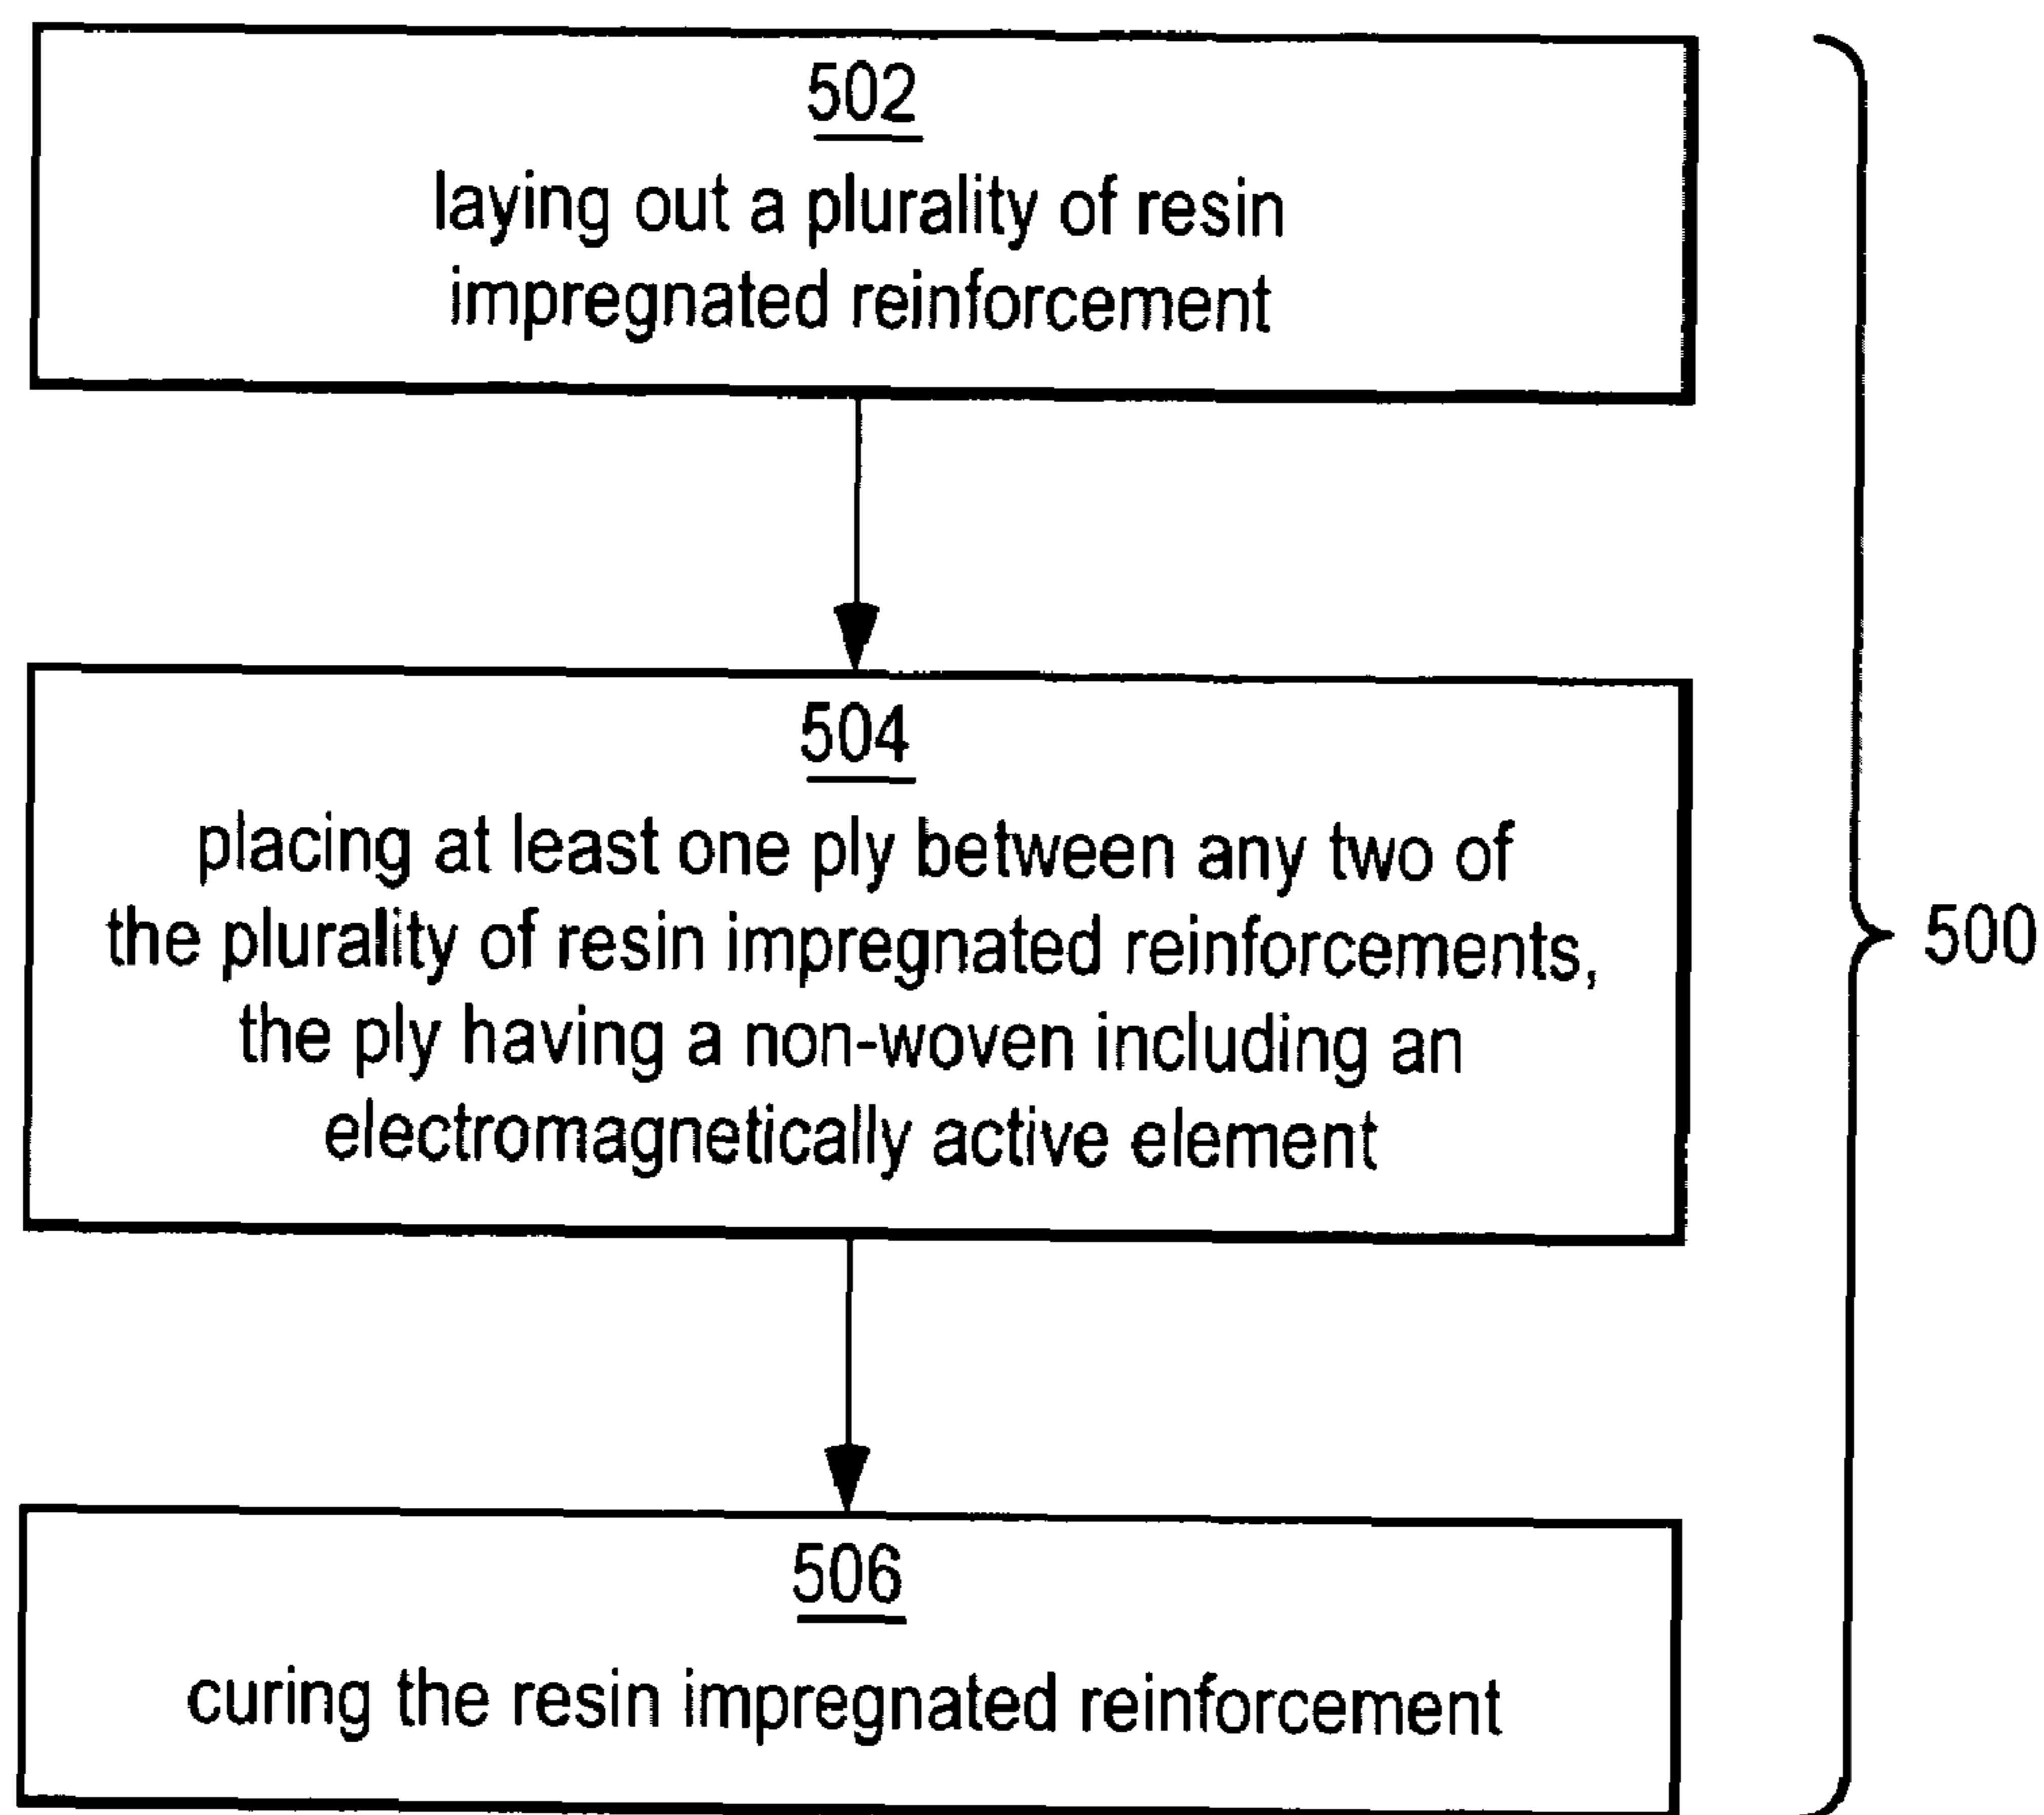 502
laying out a plurality of resin
impregnated reinforcement
504
placing at least one ply between any two of
the plurality of resin impregnated reinforcements,
the ply having a non-woven including an
electromagnetically active element
500
506
curing the resin impregnated reinforcement